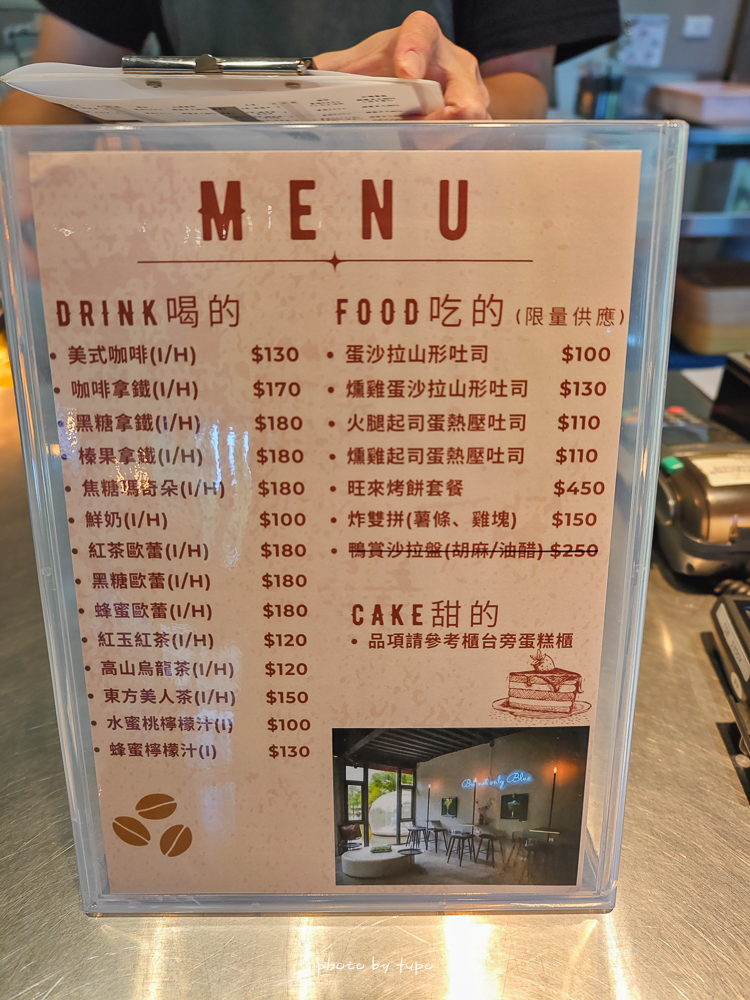 MENU
DRINK喝的
美式咖啡(I/H) $130
咖啡拿鐵(I/H) $170
黑糖拿鐵(I/H) $180
榛果拿鐵(I/H) $180
焦糖瑪奇朵(I/H) $180
鮮奶(I/H) $100
紅茶歐蕾(I/H) $180
黑糖歐蕾(I/H) $180
蜂蜜歐蕾(I/H) $180
紅玉紅茶(I/H) $120
高山烏龍茶(I/H) $120
東方美人茶(I/H) $150
水蜜桃檸檬汁(I) $100
蜂蜜檸檬汁(I) $130
FOOD吃的(限量供應)
蛋沙拉山形吐司 $100
燻雞蛋沙拉山形吐司 $130
火腿起司蛋熱壓吐司 $110
燻雞起司蛋熱壓吐司 $110
旺來烤餅套餐 $450
炸雙拼(薯條、雞塊) $150
鴨賞沙拉盤(胡麻/油醋) $250
CAKE甜的
品項請參考櫃台旁蛋糕櫃
But not only Blue
photo by tupo